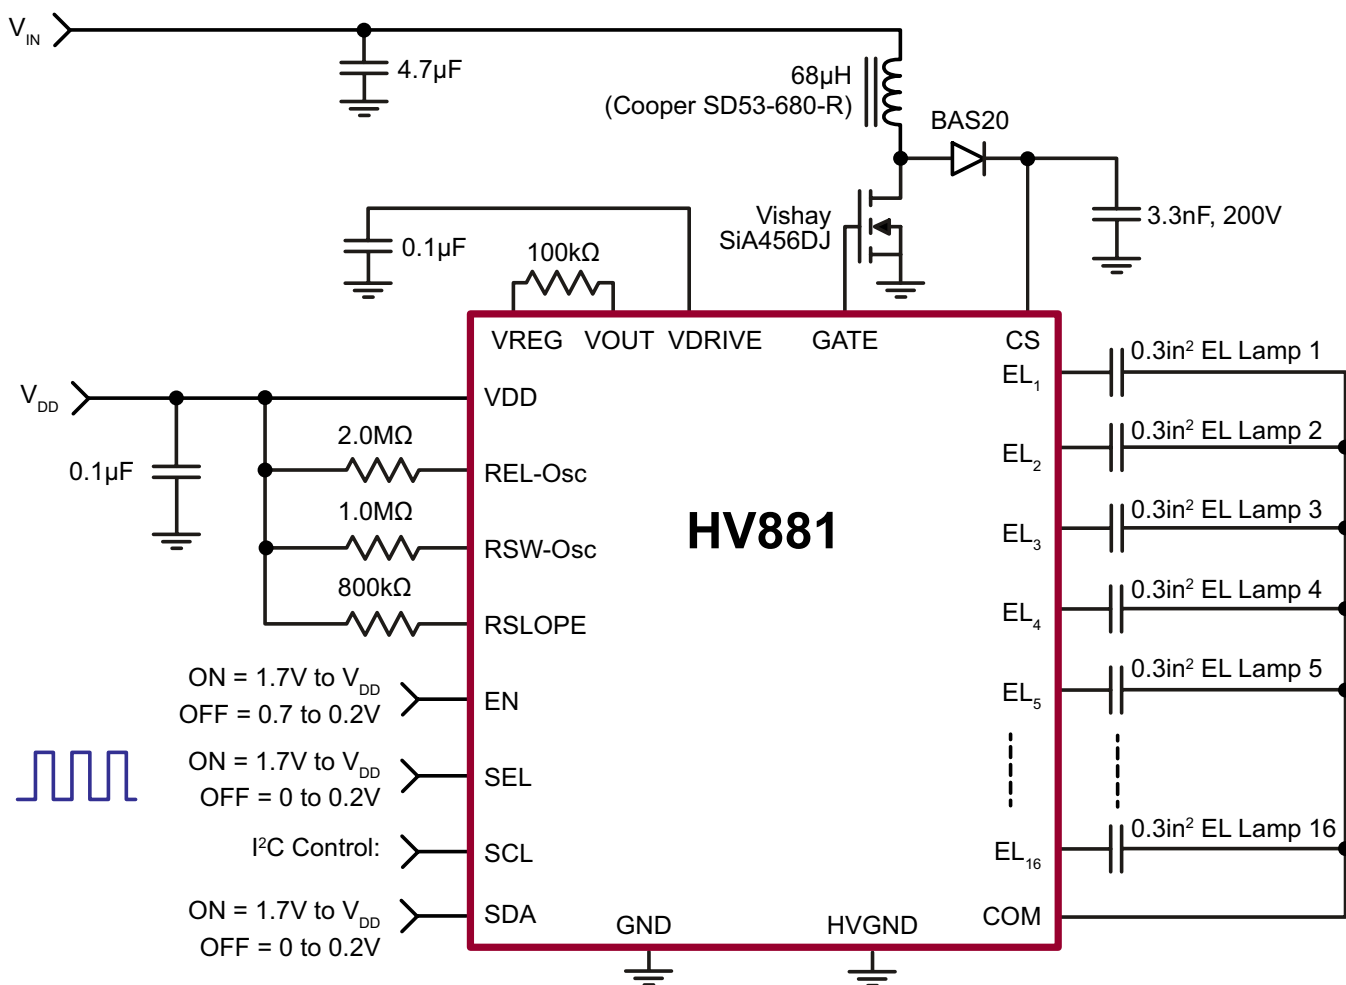 V_IN
4.7µF
68µH
(Cooper SD53-680-R)
BAS20
3.3nF, 200V
Vishay
SiA456DJ
0.1µF
100kΩ
VREG
VOUT
VDRIVE
GATE
CS
V_DD
0.1µF
VDD
2.0MΩ
REL-Osc
1.0MΩ
RSW-Osc
800kΩ
RSLOPE
ON = 1.7V to V_DD
OFF = 0.7 to 0.2V
EN
ON = 1.7V to V_DD
OFF = 0 to 0.2V
SEL
I²C Control:
SCL
ON = 1.7V to V_DD
OFF = 0 to 0.2V
SDA
HV881
GND
HVGND
EL₁
0.3in² EL Lamp 1
EL₂
0.3in² EL Lamp 2
EL₃
0.3in² EL Lamp 3
EL₄
0.3in² EL Lamp 4
EL₅
0.3in² EL Lamp 5
EL₁₆
0.3in² EL Lamp 16
COM